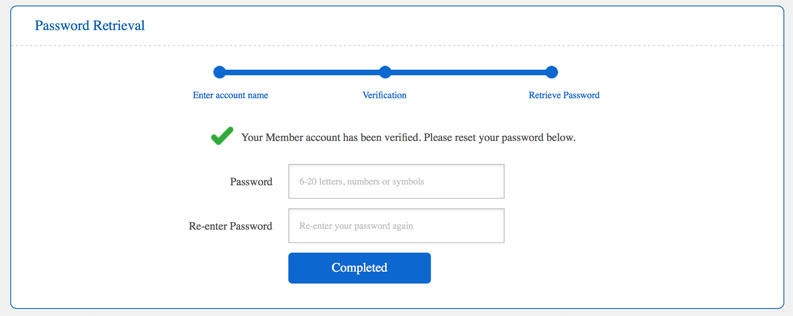 Password Retrieval
Enter account name
Verification
Retrieve Password
Your Member account has been verified. Please reset your password below.
Password
6-20 letters, numbers or symbols
Re-enter Password
Re-enter your password again
Completed